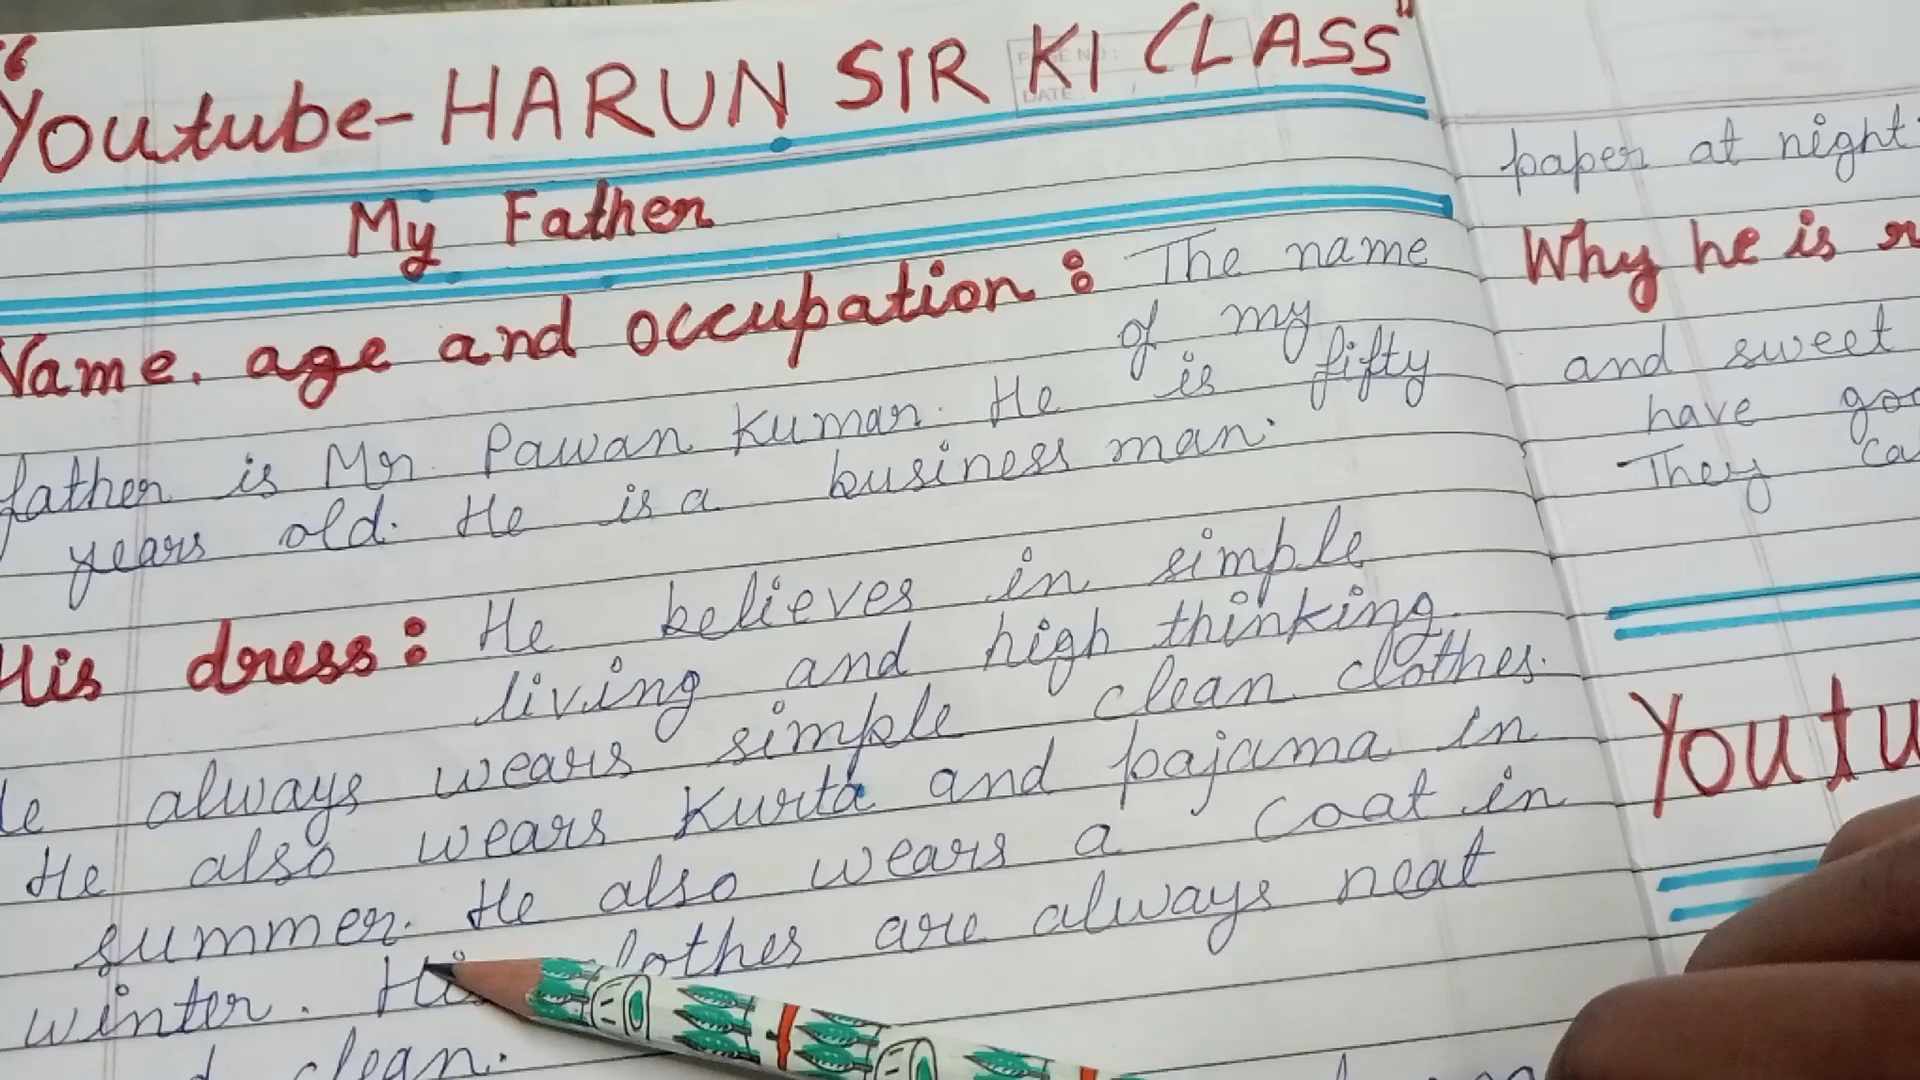 "Youtube- HARUN SIR KI CLASS"
My Father
Name, age and occupation : The name
of my
father is Mr. Pawan Kumar. He is fifty
years old. He is a business man.
His dress : He believes in simple
living and high thinking.
He always wears simple clean clothes.
He also wears Kurta and pajama in
summer. He also wears a coat in
winter. His clothes are always neat
clean.
paper at night
Why he is
and sweet
have
They